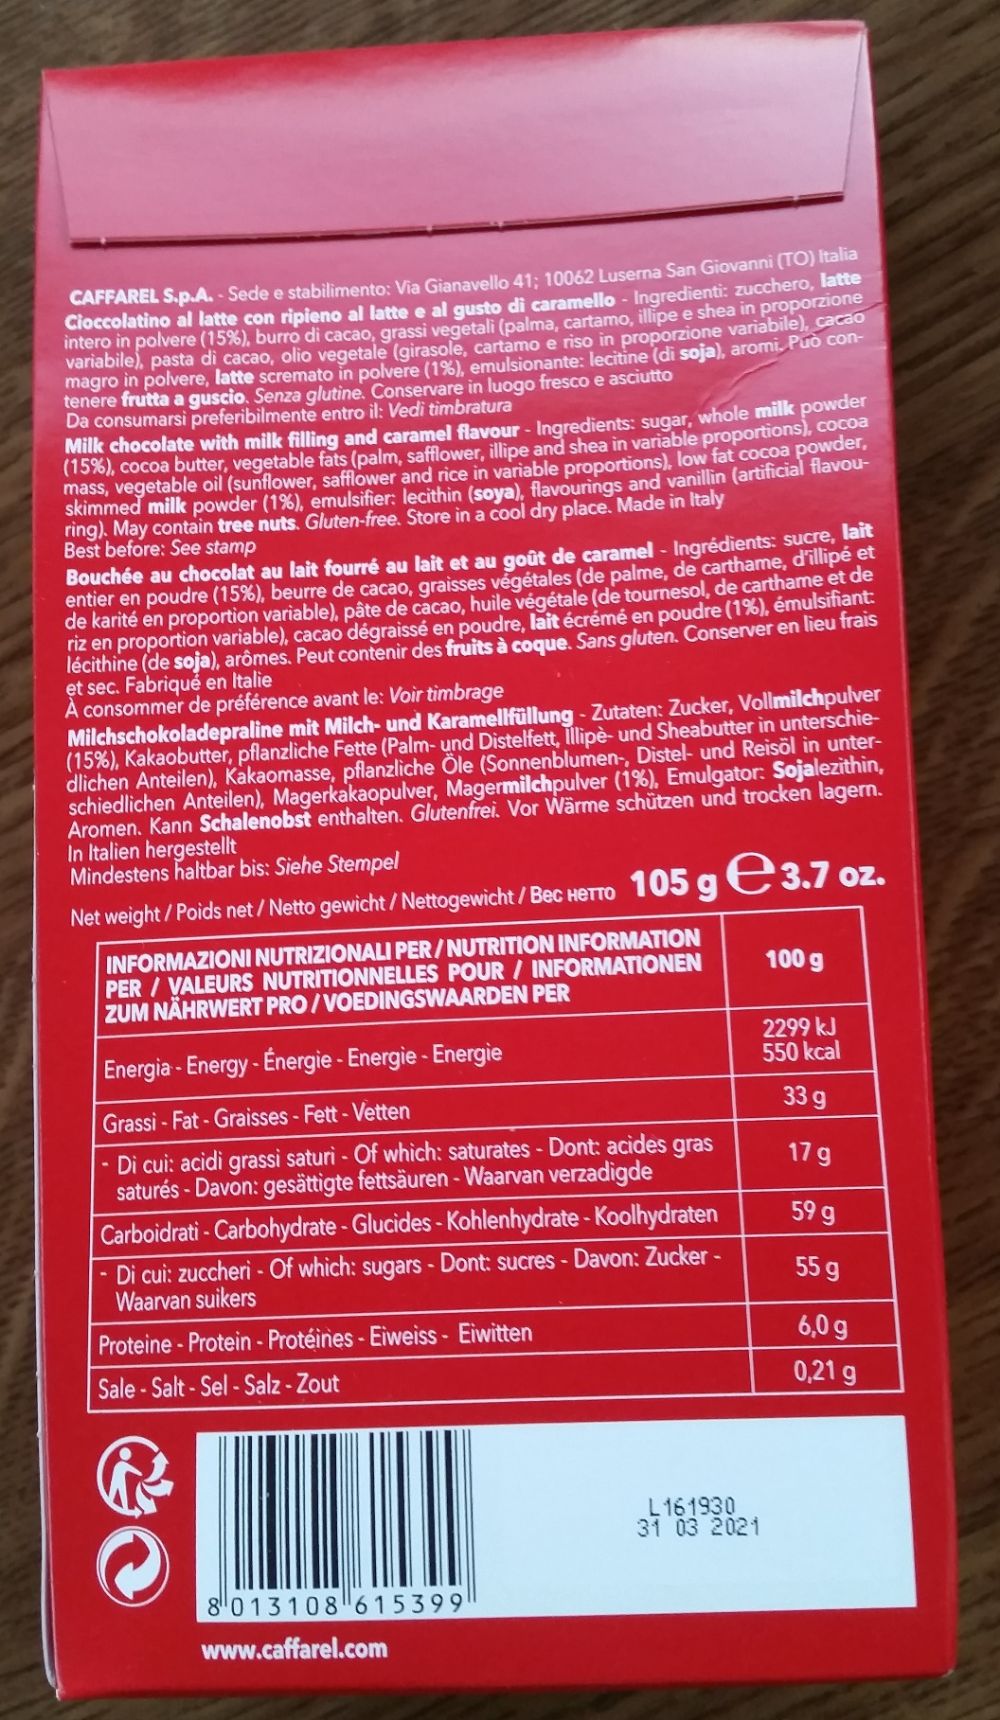 CAFFAREL S.p.A. - Sede e stabilimento: Via Gianavello 41; 10062 Luserna San Giovanni (TO) Italia
Cioccolatino al latte con ripieno al latte e al gusto di caramello - Ingredienti: zucchero, latte
intero in polvere (15%), burro di cacao, grassi vegetali (palma, cartamo, illipe e shea in proporzione
variabile), pasta di cacao, olio vegetale (girasole, cartamo e riso in proporzione variabile), cacao
magro in polvere, latte scremato in polvere (1%), emulsionante: lecitine (di soja), aromi. Può con-
tenere frutta a guscio. Senza glutine. Conservare in luogo fresco e asciutto
Da consumarsi preferibilmente entro il: Vedi timbratura
Milk chocolate with milk filling and caramel flavour - Ingredients: sugar, whole milk powder
(15%), cocoa butter, vegetable fats (palm, safflower, illipe and shea in variable proportions), cocoa
mass, vegetable oil (sunflower, safflower and rice in variable proportions), low fat cocoa powder,
skimmed milk powder (1%), emulsifier: lecithin (soya), flavourings and vanillin (artificial flavou-
ring). May contain tree nuts. Gluten-free. Store in a cool dry place. Made in Italy
Best before: See stamp
Bouchée au chocolat au lait fourré au lait et au goût de caramel - Ingrédients: sucre, lait
entier en poudre (15%), beurre de cacao, graisses végétales (de palme, de carthame, d'illipé et
de karité en proportion variable), pâte de cacao, huile végétale (de tournesol, de carthame et de
riz en proportion variable), cacao dégraissé en poudre, lait écrémé en poudre (1%), émulsifiant:
lécithine (de soja), arômes. Peut contenir des fruits à coque. Sans gluten. Conserver en lieu frais
et sec. Fabriqué en Italie
À consommer de préférence avant le: Voir timbrage
Milchschokoladepraline mit Milch- und Karamellfüllung - Zutaten: Zucker, Vollmilchpulver
(15%), Kakaobutter, pflanzliche Fette (Palm- und Distelfett, Illipè- und Sheabutter in unterschie-
dlichen Anteilen), Kakaomasse, pflanzliche Öle (Sonnenblumen-, Distel- und Reisöl in unter-
schiedlichen Anteilen), Magerkakaopulver, Magermilchpulver (1%), Emulgator: Sojalezithin,
Aromen. Kann Schalenobst enthalten. Glutenfrei. Vor Wärme schützen und trocken lagern.
In Italien hergestellt
Mindestens haltbar bis: Siehe Stempel
Net weight / Poids net / Netto gewicht / Nettogewicht / Вес нетто 105 g ℮ 3.7 oz.
INFORMAZIONI NUTRIZIONALI PER / NUTRITION INFORMATION
PER / VALEURS NUTRITIONNELLES POUR / INFORMATIONEN
ZUM NÄHRWERT PRO / VOEDINGSWAARDEN PER
100 g
Energia - Energy - Énergie - Energie - Energie
2299 kJ
550 kcal
Grassi - Fat - Graisses - Fett - Vetten
33 g
- Di cui: acidi grassi saturi - Of which: saturates - Dont: acides gras
saturés - Davon: gesättigte fettsäuren - Waarvan verzadigde
17 g
Carboidrati - Carbohydrate - Glucides - Kohlenhydrate - Koolhydraten
59 g
- Di cui: zuccheri - Of which: sugars - Dont: sucres - Davon: Zucker -
Waarvan suikers
55 g
Proteine - Protein - Protéines - Eiweiss - Eiwitten
6,0 g
Sale - Salt - Sel - Salz - Zout
0,21 g
L161930
31 03 2021
8 013108 615399
www.caffarel.com